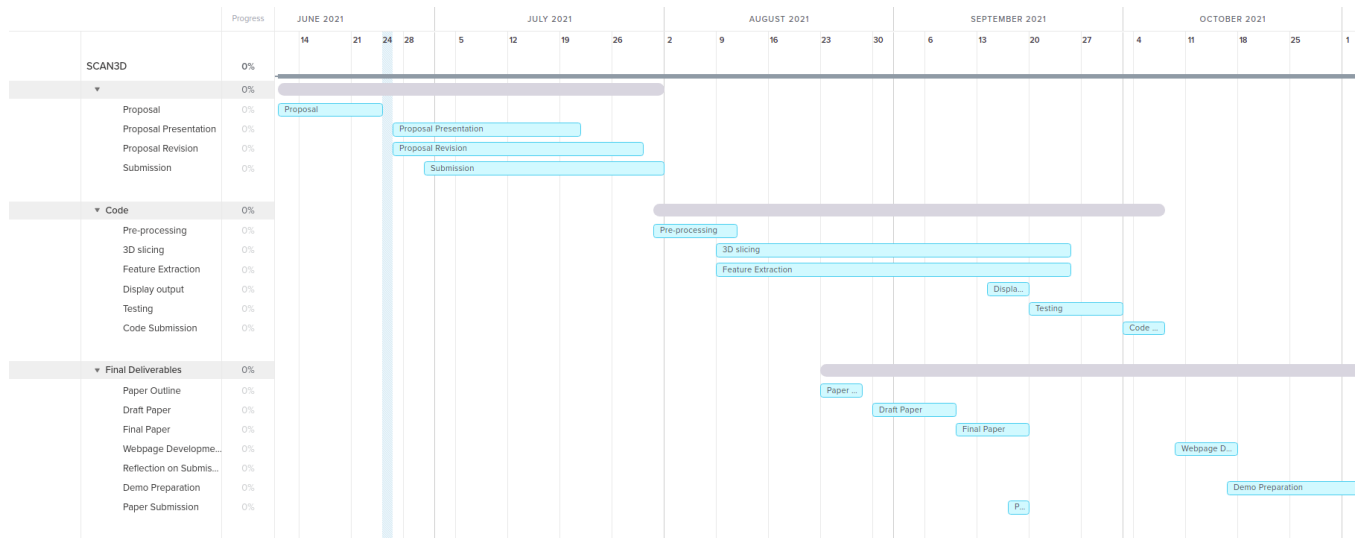 Progress JUNE 2021 JULY 2021 AUGUST 2021 SEPTEMBER 2021 OCTOBER 2021
14 21 24 28 5 12 19 26 2 9 16 23 30 6 13 20 27 4 11 18 25 1
SCAN3D 0%
0%
Proposal 0% Proposal
Proposal Presentation 0% Proposal Presentation
Proposal Revision 0% Proposal Revision
Submission 0% Submission
Code 0%
Pre-processing 0% Pre-processing
3D slicing 0% 3D slicing
Feature Extraction 0% Feature Extraction
Display output 0% Displa...
Testing 0% Testing
Code Submission 0% Code ...
Final Deliverables 0%
Paper Outline 0% Paper ...
Draft Paper 0% Draft Paper
Final Paper 0% Final Paper
Webpage Developme... 0% Webpage D...
Reflection on Submis... 0%
Demo Preparation 0% Demo Preparation
Paper Submission 0% P...